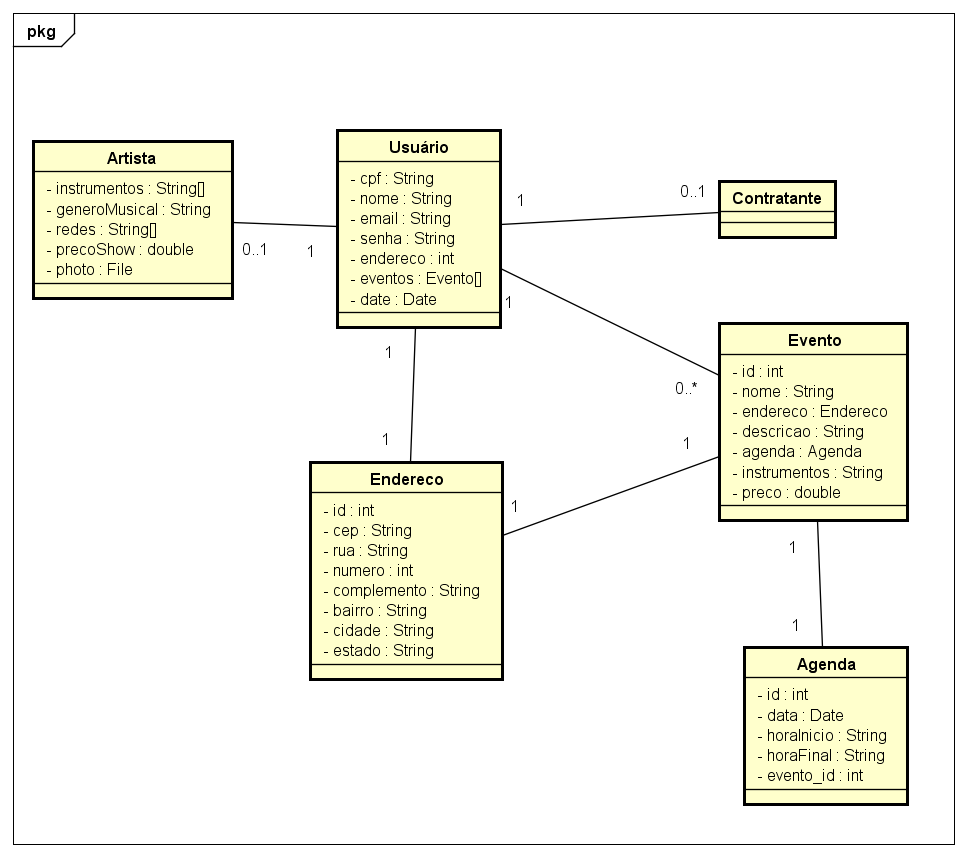 pkg
Artista
- instrumentos : String[]
- generoMusical : String
- redes : String[]
- precoShow : double
- photo : File
0..1
1
Usuário
- cpf : String
- nome : String
- email : String
- senha : String
- endereco : int
- eventos : Evento[]
- date : Date
1
0..1
Contratante
1
0..*
Evento
- id : int
- nome : String
- endereco : Endereco
- descricao : String
- agenda : Agenda
- instrumentos : String
- preco : double
1
1
Endereco
- id : int
- cep : String
- rua : String
- numero : int
- complemento : String
- bairro : String
- cidade : String
- estado : String
1
1
1
1
Agenda
- id : int
- data : Date
- horaInicio : String
- horaFinal : String
- evento_id : int